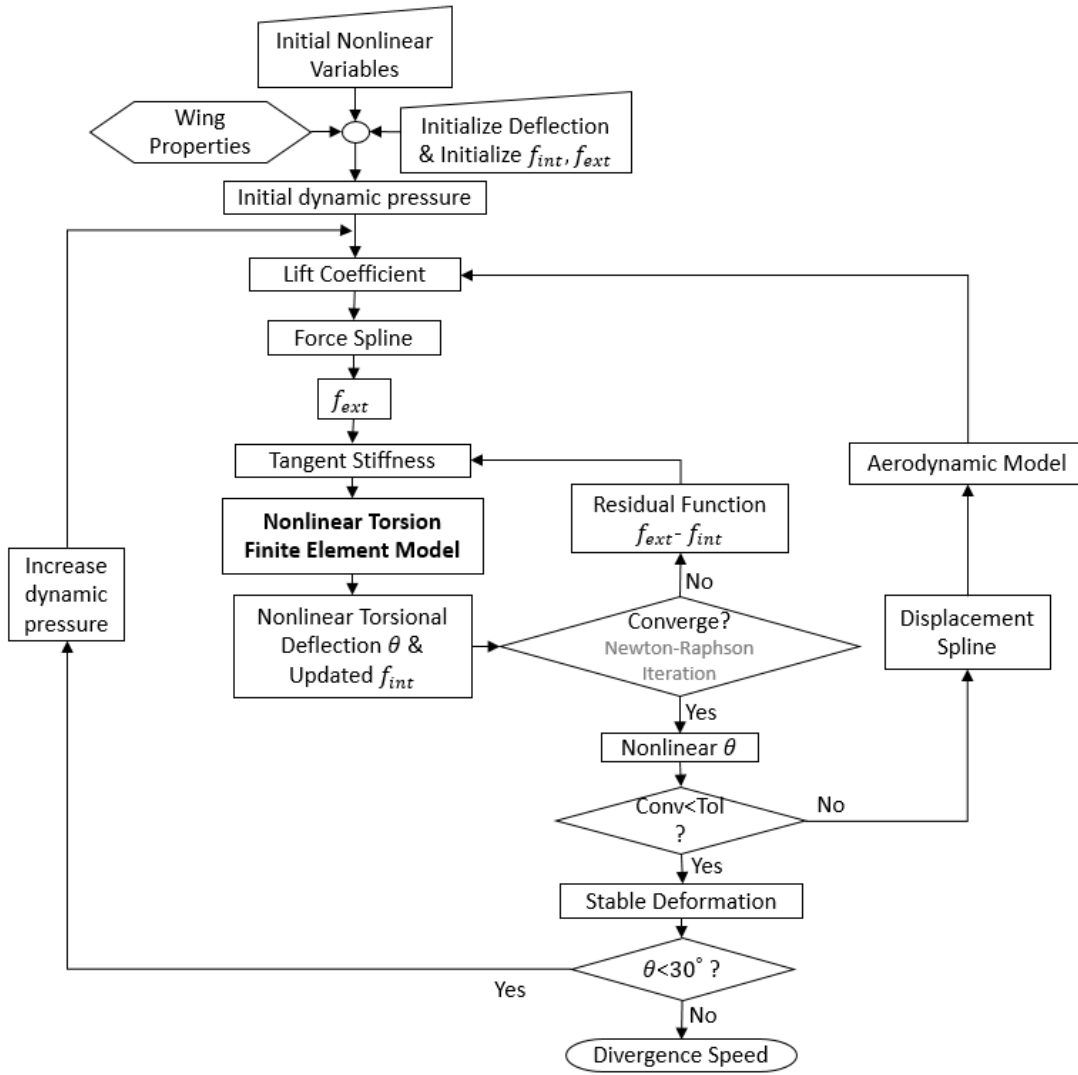 Initial Nonlinear
Variables
Wing
Properties
Initialize Deflection
& Initialize f_int, f_ext
Initial dynamic pressure
Lift Coefficient
Force Spline
f_ext
Tangent Stiffness
Aerodynamic Model
Nonlinear Torsion
Finite Element Model
Residual Function
f_ext- f_int
No
Increase
dynamic
pressure
Nonlinear Torsional
Deflection θ &
Updated f_int
Converge?
Newton-Raphson
Iteration
Displacement
Spline
Yes
Nonlinear θ
Conv<Tol
?
No
Yes
Stable Deformation
θ<30° ?
Yes
No
Divergence Speed